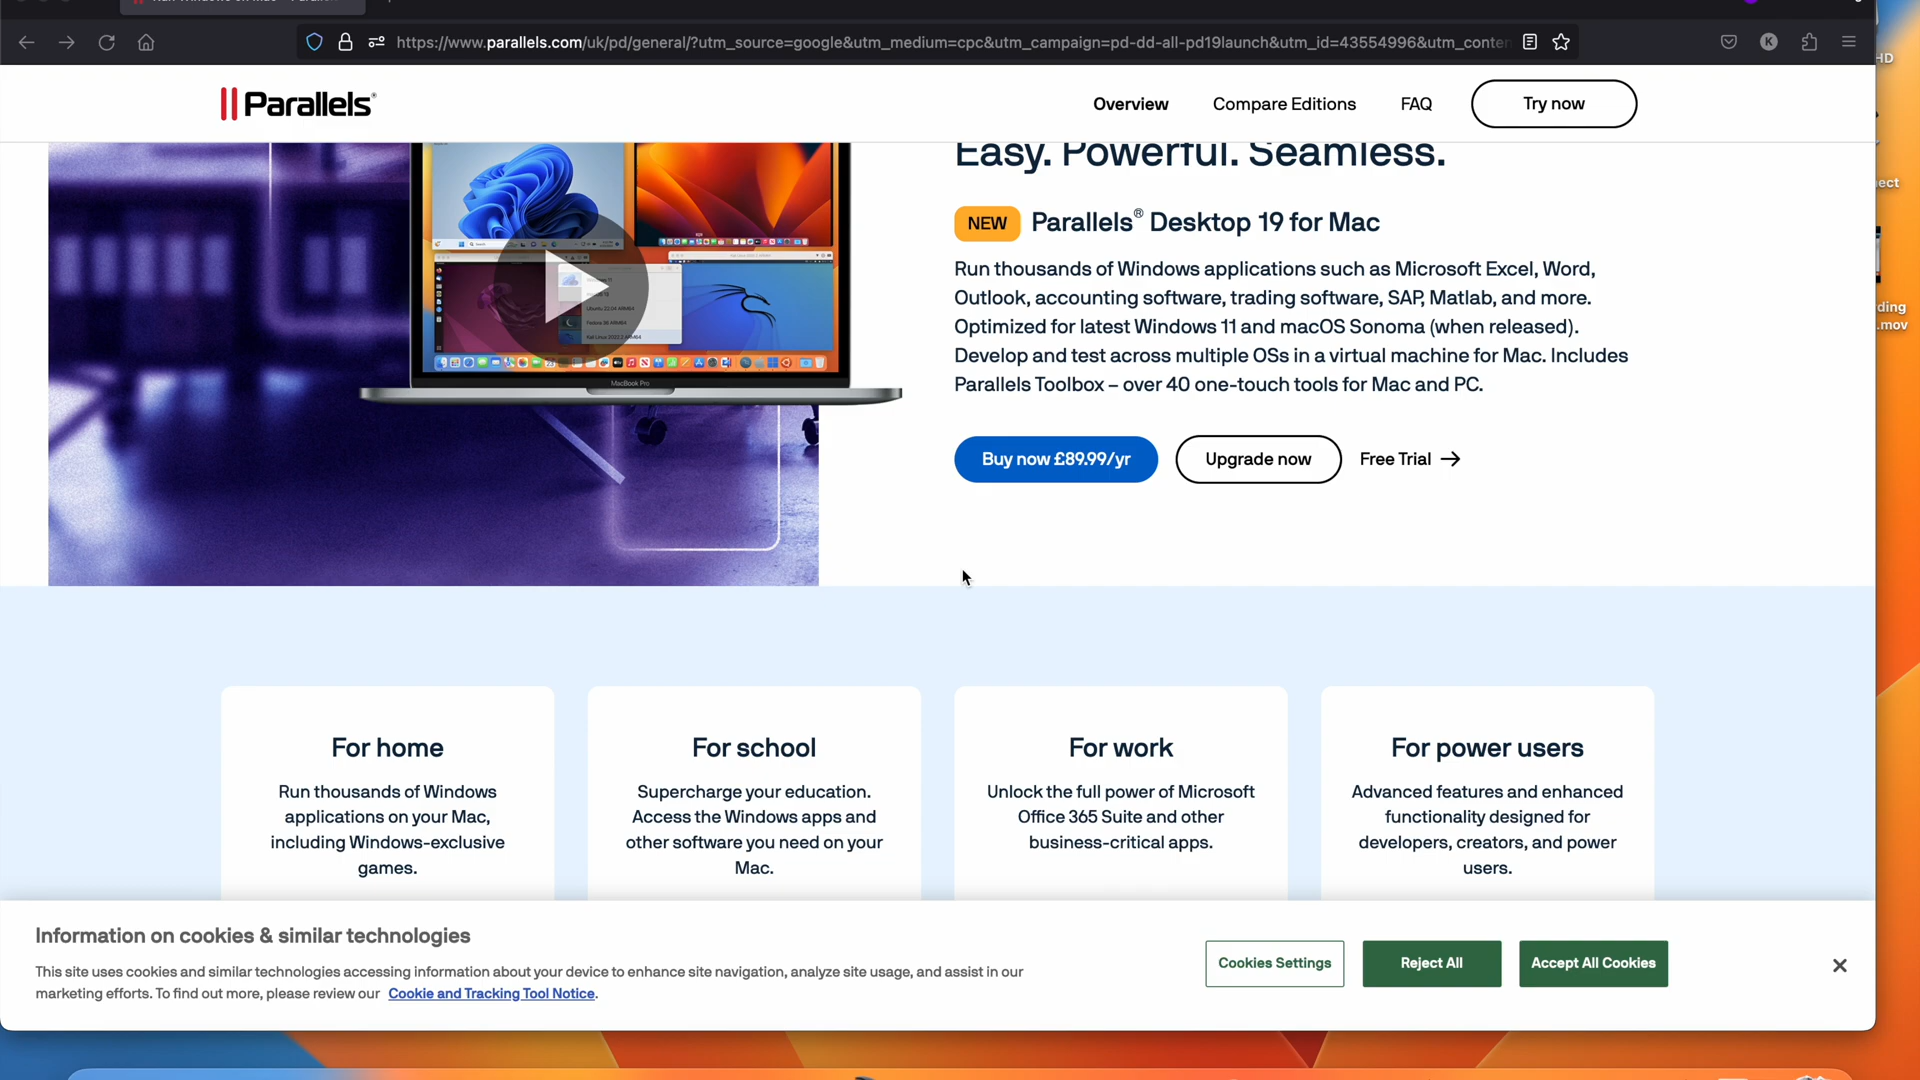 https://www.parallels.com/uk/pd/general/?utm_source=google&utm_medium=cpc&utm_campaign=pd-dd-all-pd19launch&utm_id=43554996&utm_conten
K
HD
Parallels®
Overview
Compare Editions
FAQ
Try now
Easy. Powerful. Seamless.
NEW Parallels® Desktop 19 for Mac
Run thousands of Windows applications such as Microsoft Excel, Word,
Outlook, accounting software, trading software, SAP, Matlab, and more.
Optimized for latest Windows 11 and macOS Sonoma (when released).
Develop and test across multiple OSs in a virtual machine for Mac. Includes
Parallels Toolbox – over 40 one-touch tools for Mac and PC.
Buy now £89.99/yr
Upgrade now
Free Trial
MacBook Pro
ect
ding
.mov
For home
Run thousands of Windows
applications on your Mac,
including Windows-exclusive
games.
For school
Supercharge your education.
Access the Windows apps and
other software you need on your
Mac.
For work
Unlock the full power of Microsoft
Office 365 Suite and other
business-critical apps.
For power users
Advanced features and enhanced
functionality designed for
developers, creators, and power
users.
Information on cookies & similar technologies
This site uses cookies and similar technologies accessing information about your device to enhance site navigation, analyze site usage, and assist in our
marketing efforts. To find out more, please review our Cookie and Tracking Tool Notice.
Cookies Settings
Reject All
Accept All Cookies